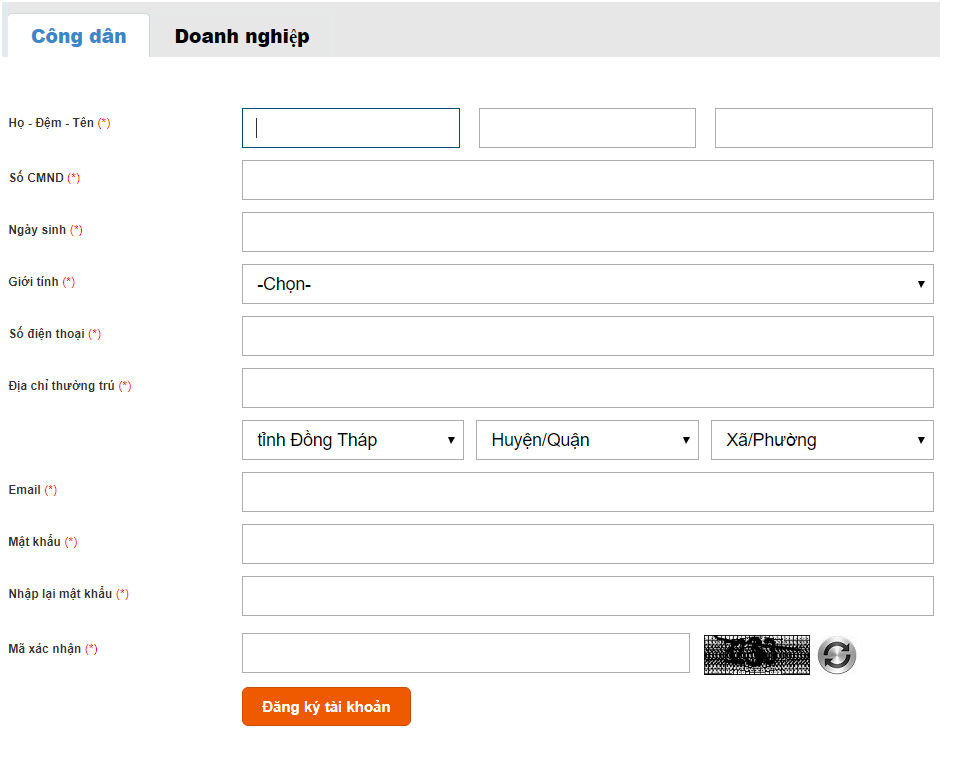 Công dân Doanh nghiệp
Họ - Đệm - Tên (*)
Số CMND (*)
Ngày sinh (*)
Giới tính (*) -Chọn-
Số điện thoại (*)
Địa chỉ thường trú (*)
tỉnh Đồng Tháp Huyện/Quận Xã/Phường
Email (*)
Mật khẩu (*)
Nhập lại mật khẩu (*)
Mã xác nhận (*)
Đăng ký tài khoản